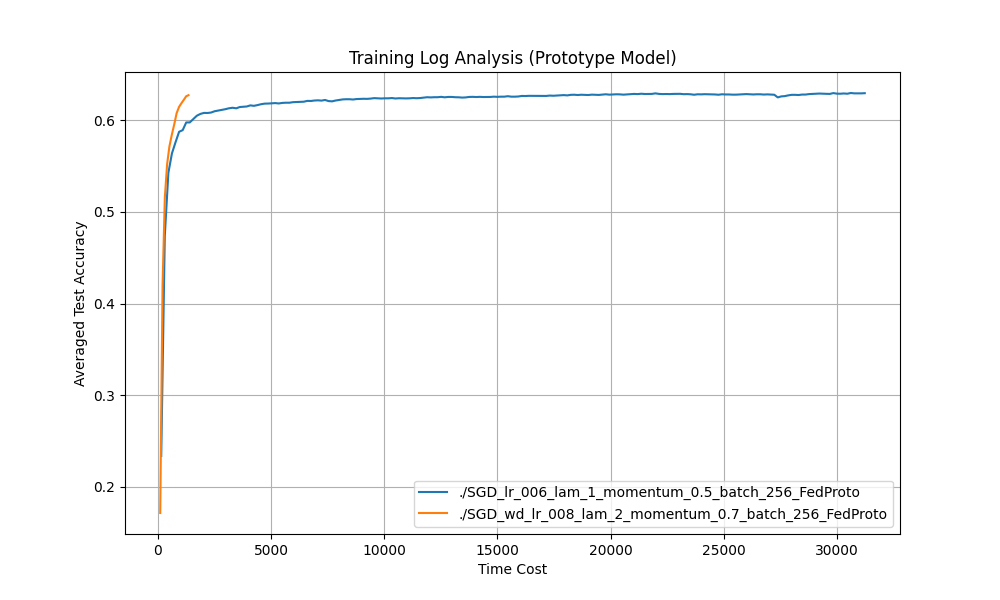 Training Log Analysis (Prototype Model)
Averaged Test Accuracy
0.6
0.5
0.4
0.3
0.2
./SGD_lr_006_lam_1_momentum_0.5_batch_256_FedProto
./SGD_wd_lr_008_lam_2_momentum_0.7_batch_256_FedProto
0 5000 10000 15000 20000 25000 30000
Time Cost